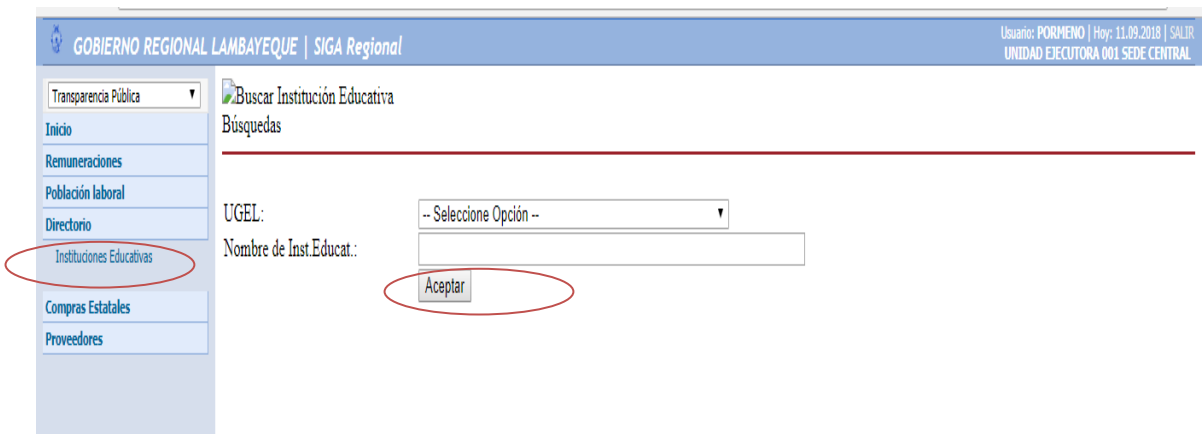 GOBIERNO REGIONAL LAMBAYEQUE | SIGA Regional
Usuario: PORMENO | Hoy: 11.09.2018 | SALIR
UNIDAD EJECUTORA 001 SEDE CENTRAL
Transparencia Pública
Inicio
Remuneraciones
Población laboral
Directorio
Instituciones Educativas
Compras Estatales
Proveedores
Buscar Institución Educativa
Búsquedas
UGEL:
-- Seleccione Opción --
Nombre de Inst.Educat.:
Aceptar